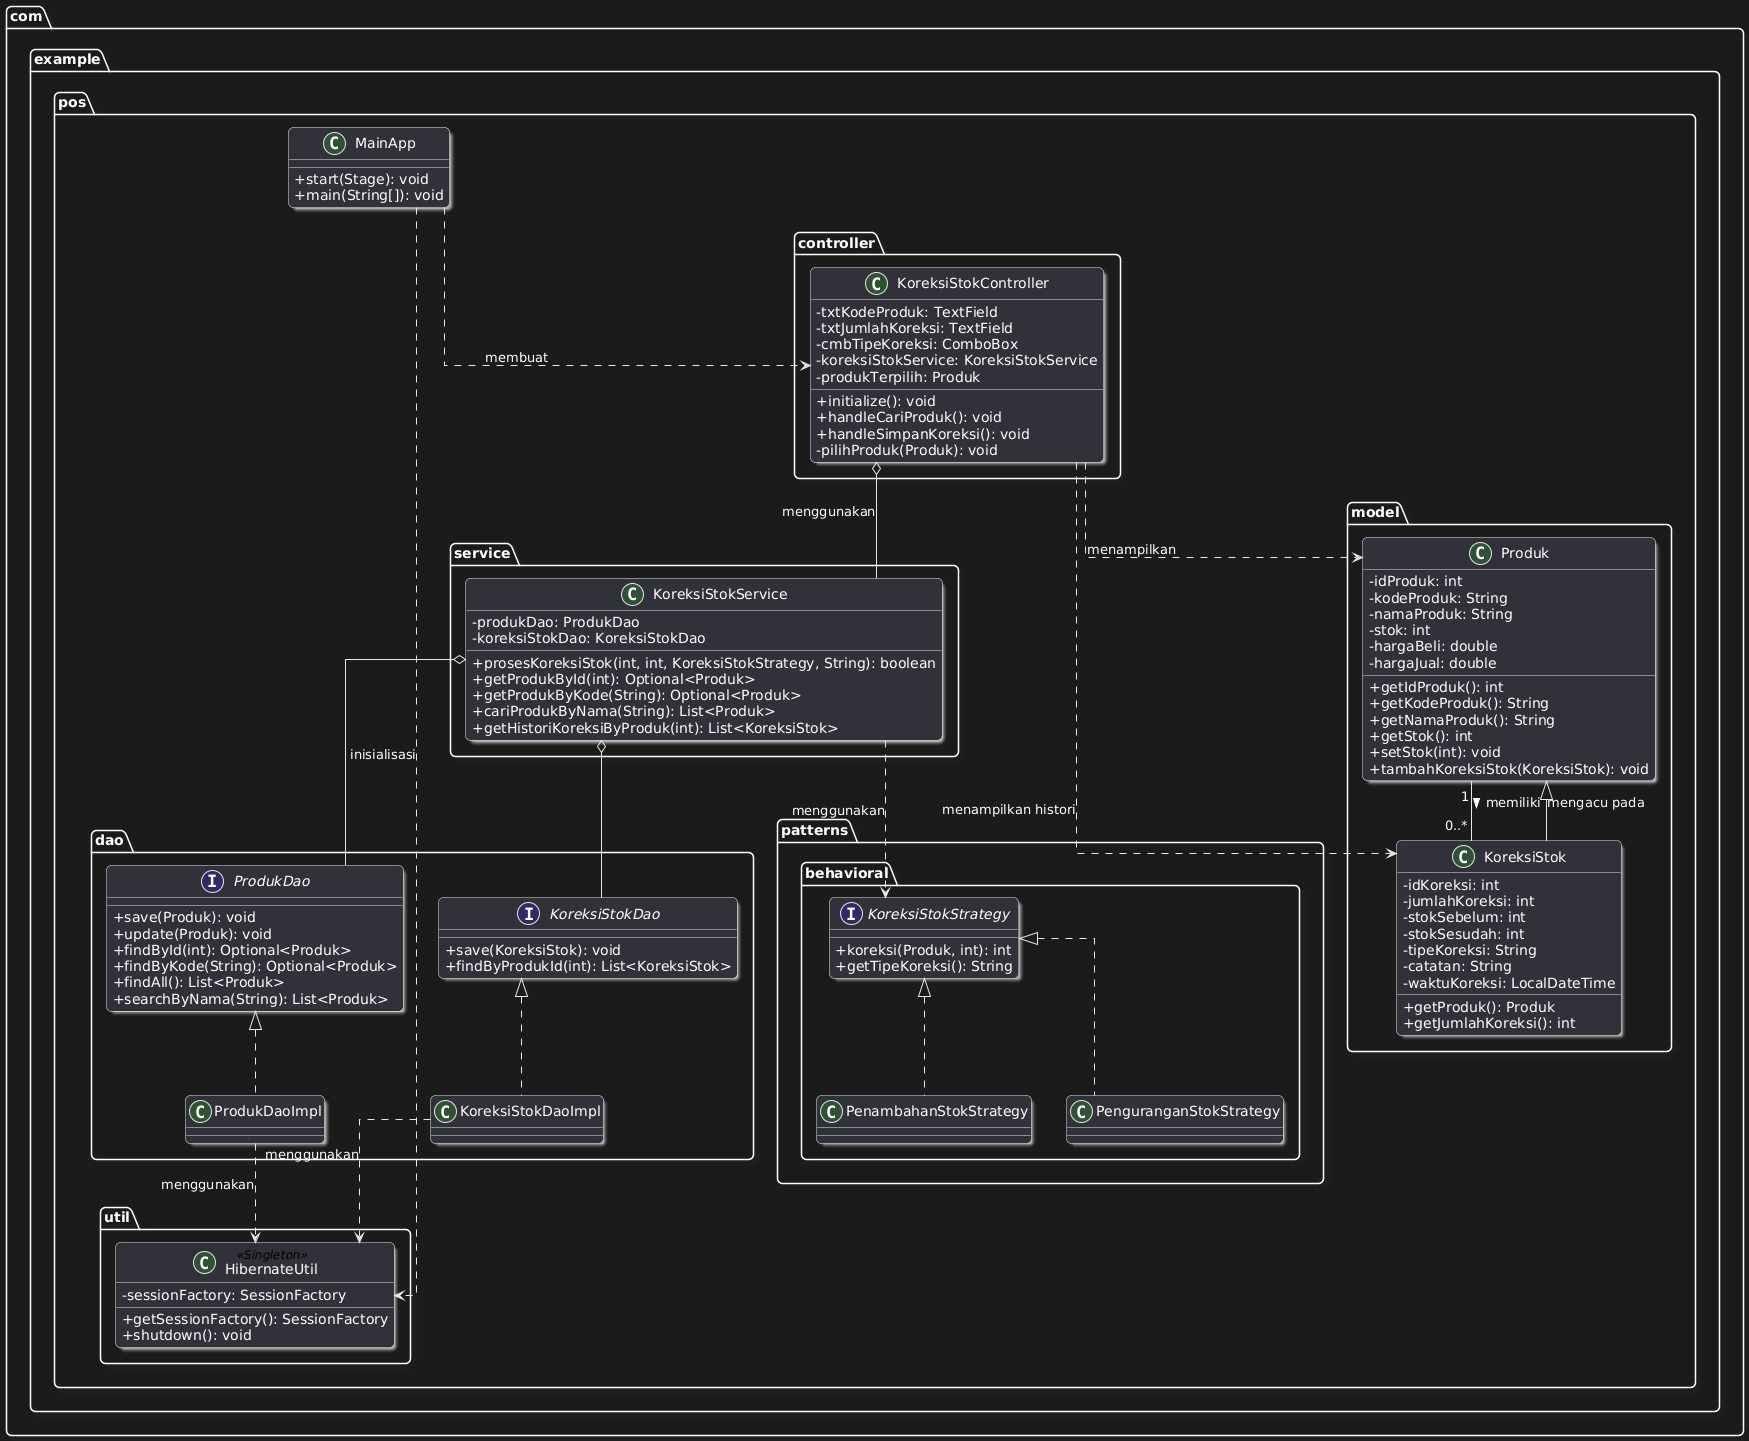 com
example
pos
C MainApp
+start(Stage): void
+main(String[]): void
controller
C KoreksiStokController
-txtKodeProduk: TextField
-txtJumlahKoreksi: TextField
-cmbTipeKoreksi: ComboBox
-koreksiStokService: KoreksiStokService
-produkTerpilih: Produk
+initialize(): void
+handleCariProduk(): void
+handleSimpanKoreksi(): void
-pilihProduk(Produk): void
membuat
menggunakan
menampilkan
service
C KoreksiStokService
-produkDao: ProdukDao
-koreksiStokDao: KoreksiStokDao
+prosesKoreksiStok(int, int, KoreksiStokStrategy, String): boolean
+getProdukById(int): Optional<Produk>
+getProdukByKode(String): Optional<Produk>
+cariProdukByNama(String): List<Produk>
+getHistoriKoreksiByProduk(int): List<KoreksiStok>
model
C Produk
-idProduk: int
-kodeProduk: String
-namaProduk: String
-stok: int
-hargaBeli: double
-hargaJual: double
+getIdProduk(): int
+getKodeProduk(): String
+getNamaProduk(): String
+getStok(): int
+setStok(int): void
+tambahKoreksiStok(KoreksiStok): void
inisialisasi
menggunakan
menampilkan histori
1
memiliki
mengacu pada
0..*
C KoreksiStok
-idKoreksi: int
-jumlahKoreksi: int
-stokSebelum: int
-stokSesudah: int
-tipeKoreksi: String
-catatan: String
-waktuKoreksi: LocalDateTime
+getProduk(): Produk
+getJumlahKoreksi(): int
dao
I ProdukDao
+save(Produk): void
+update(Produk): void
+findById(int): Optional<Produk>
+findByKode(String): Optional<Produk>
+findAll(): List<Produk>
+searchByNama(String): List<Produk>
I KoreksiStokDao
+save(KoreksiStok): void
+findByProdukId(int): List<KoreksiStok>
C ProdukDaoImpl
C KoreksiStokDaoImpl
patterns
behavioral
I KoreksiStokStrategy
+koreksi(Produk, int): int
+getTipeKoreksi(): String
C PenambahanStokStrategy
C PenguranganStokStrategy
menggunakan
menggunakan
util
«Singleton»
C HibernateUtil
-sessionFactory: SessionFactory
+getSessionFactory(): SessionFactory
+shutdown(): void